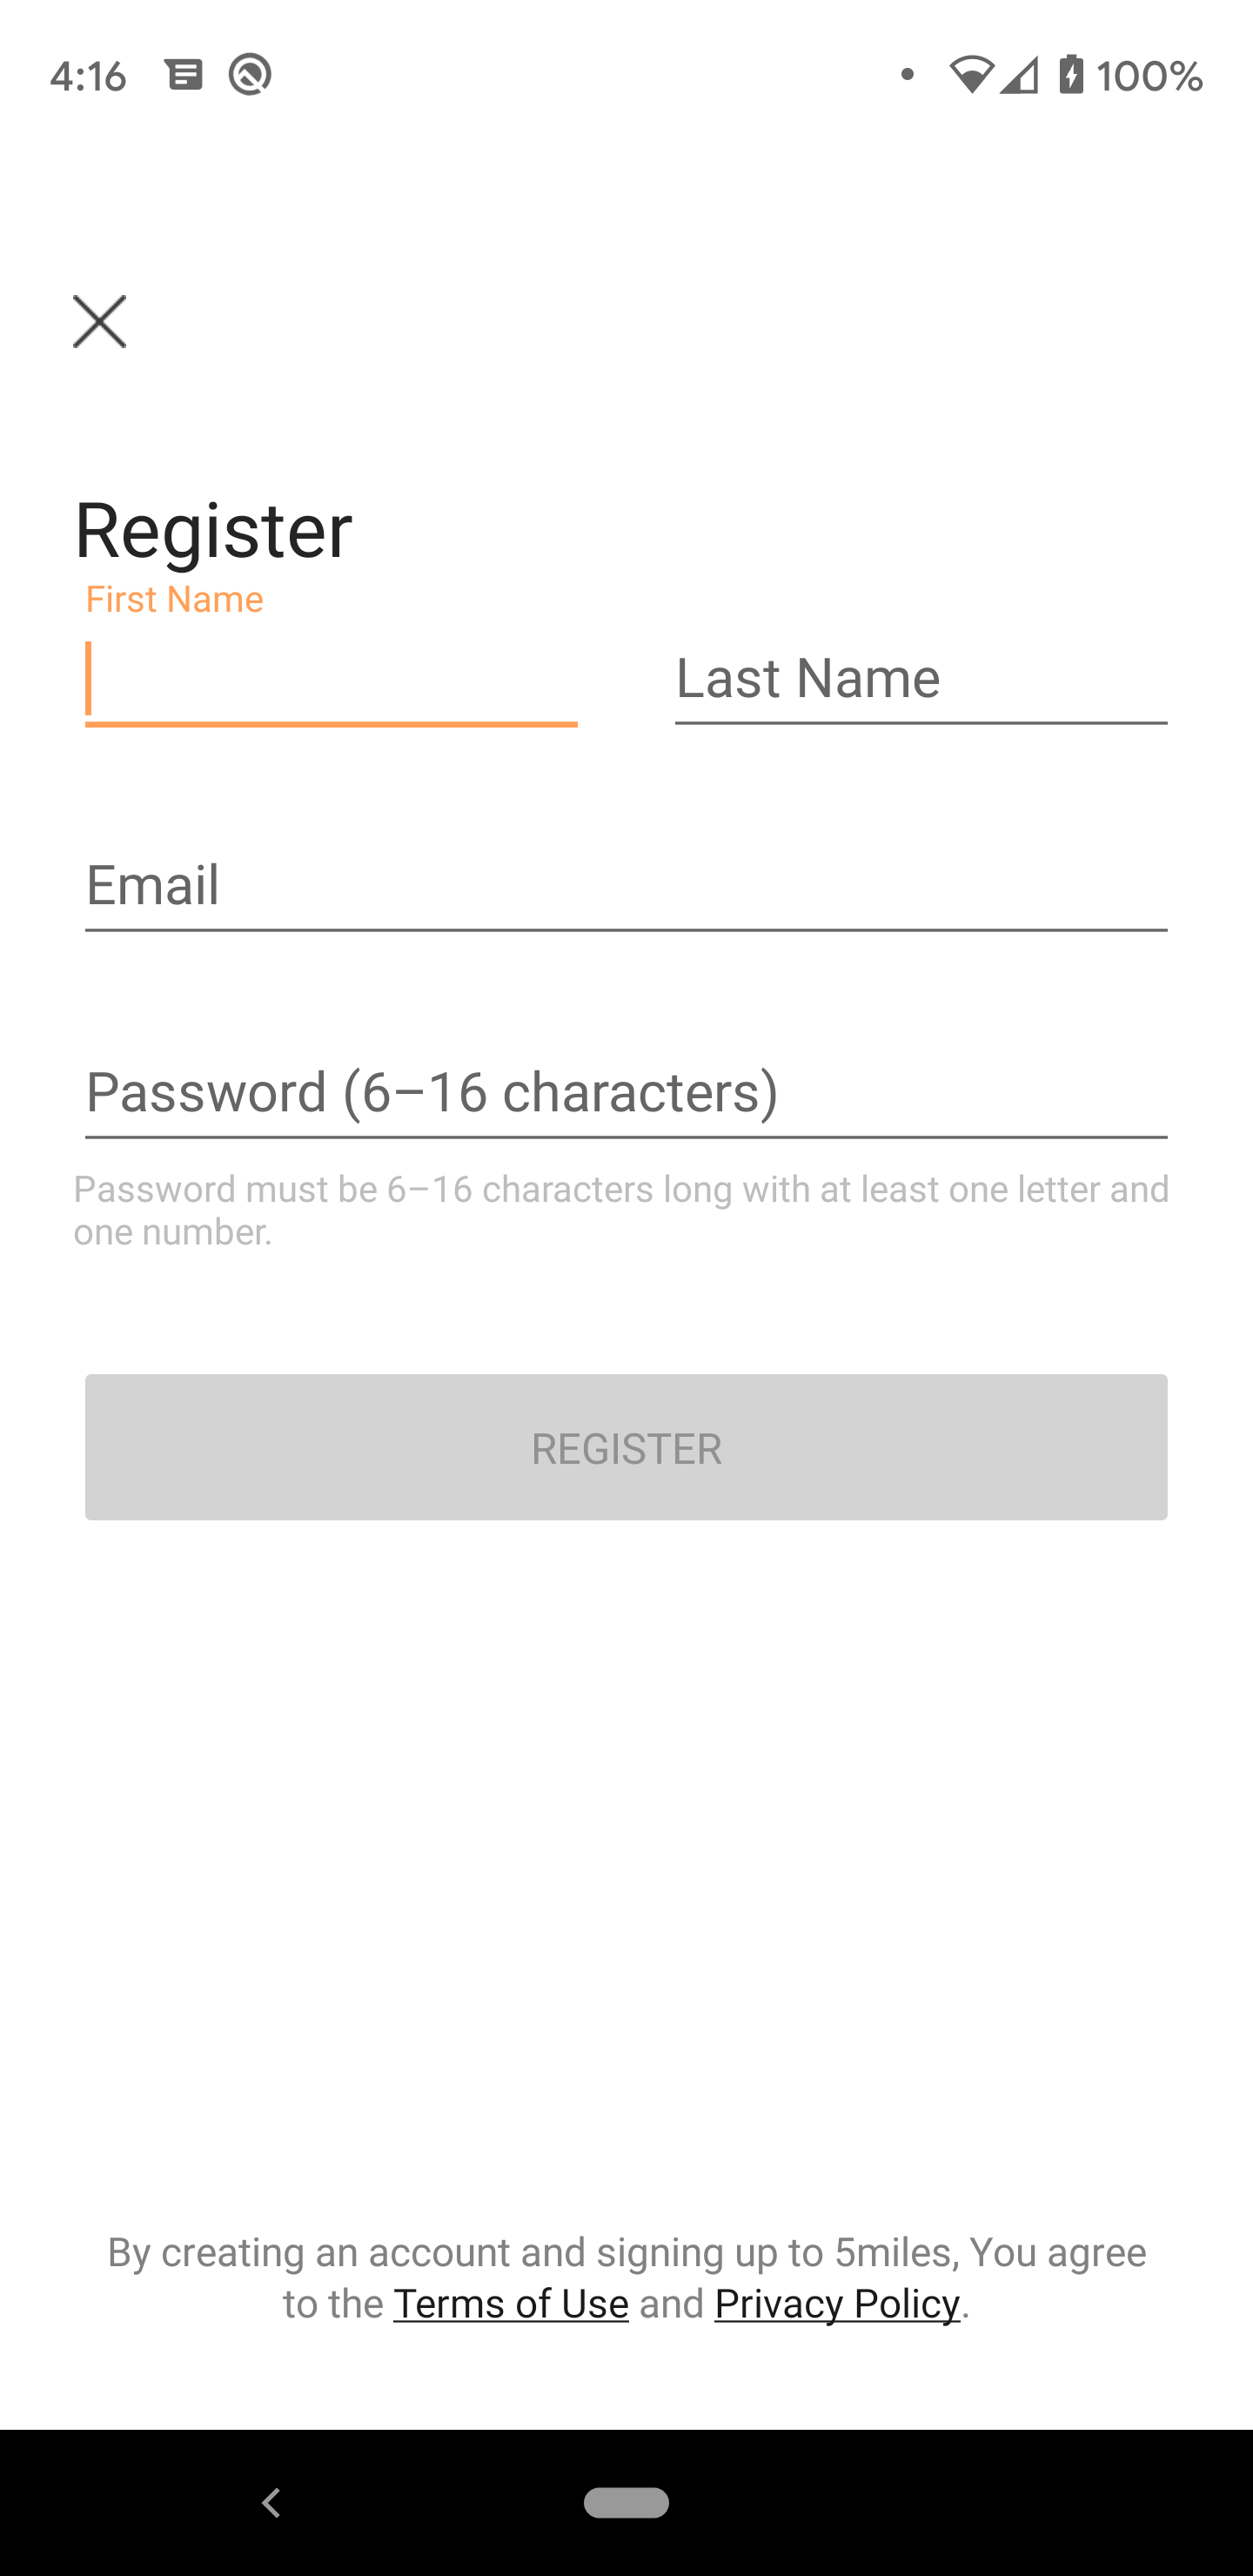 4:16
100%
Register
First Name
Last Name
Email
Password (6–16 characters)
Password must be 6–16 characters long with at least one letter and
one number.
REGISTER
By creating an account and signing up to 5miles, You agree
to the Terms of Use and Privacy Policy.